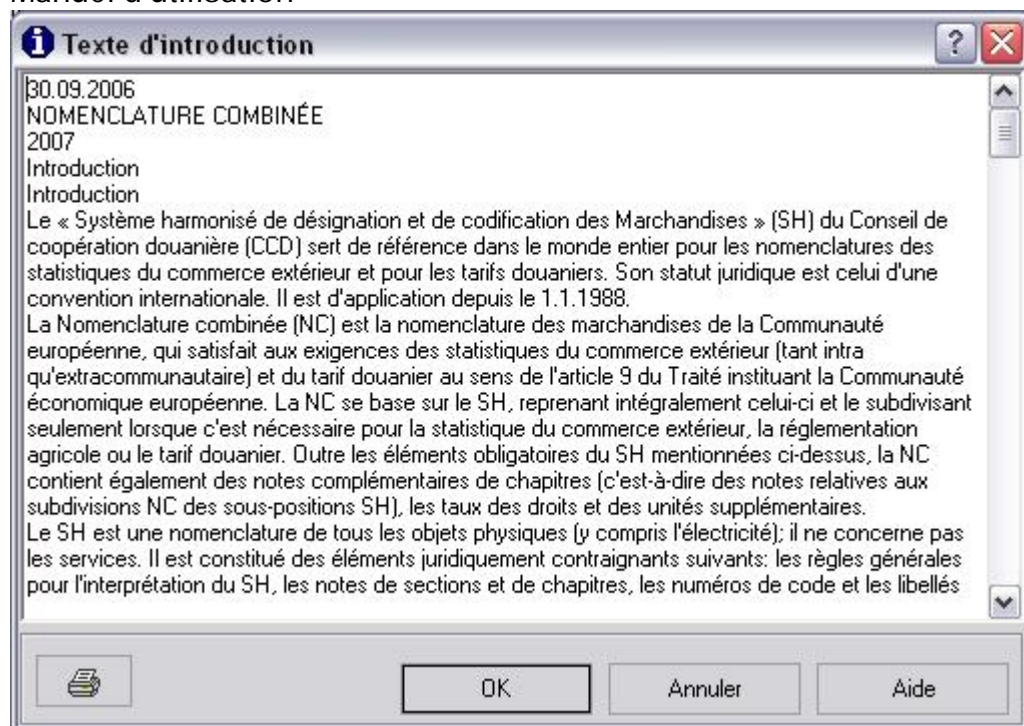 Manuel d'utilisation
Texte d'introduction
30.09.2006
NOMENCLATURE COMBINÉE
2007
Introduction
Introduction
Le « Système harmonisé de désignation et de codification des Marchandises » (SH) du Conseil de
coopération douanière (CCD) sert de référence dans le monde entier pour les nomenclatures des
statistiques du commerce extérieur et pour les tarifs douaniers. Son statut juridique est celui d'une
convention internationale. Il est d'application depuis le 1.1.1988.
La Nomenclature combinée (NC) est la nomenclature des marchandises de la Communauté
européenne, qui satisfait aux exigences des statistiques du commerce extérieur (tant intra
qu'extracommunautaire) et du tarif douanier au sens de l'article 9 du Traité instituant la Communauté
économique européenne. La NC se base sur le SH, reprenant intégralement celui-ci et le subdivisant
seulement lorsque c'est nécessaire pour la statistique du commerce extérieur, la réglementation
agricole ou le tarif douanier. Outre les éléments obligatoires du SH mentionnées ci-dessus, la NC
contient également des notes complémentaires de chapitres (c'est-à-dire des notes relatives aux
subdivisions NC des sous-positions SH), les taux des droits et des unités supplémentaires.
Le SH est une nomenclature de tous les objets physiques (y compris l'électricité); il ne concerne pas
les services. Il est constitué des éléments juridiquement contraignants suivants: les règles générales
pour l'interprétation du SH, les notes de sections et de chapitres, les numéros de code et les libellés
OK Annuler Aide